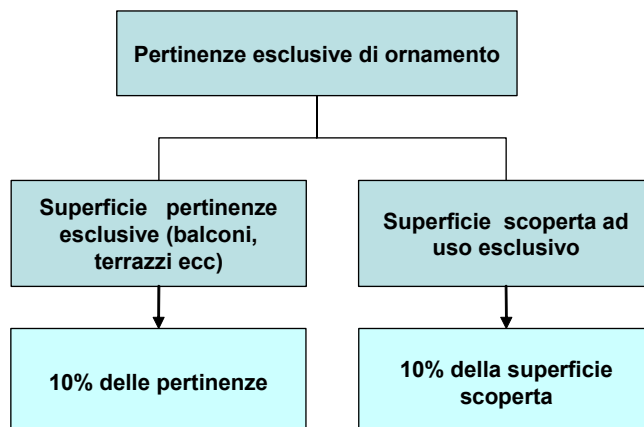 Pertinenze esclusive di ornamento
Superficie pertinenze
esclusive (balconi,
terrazzi ecc)
Superficie scoperta ad
uso esclusivo
10% delle pertinenze
10% della superficie
scoperta